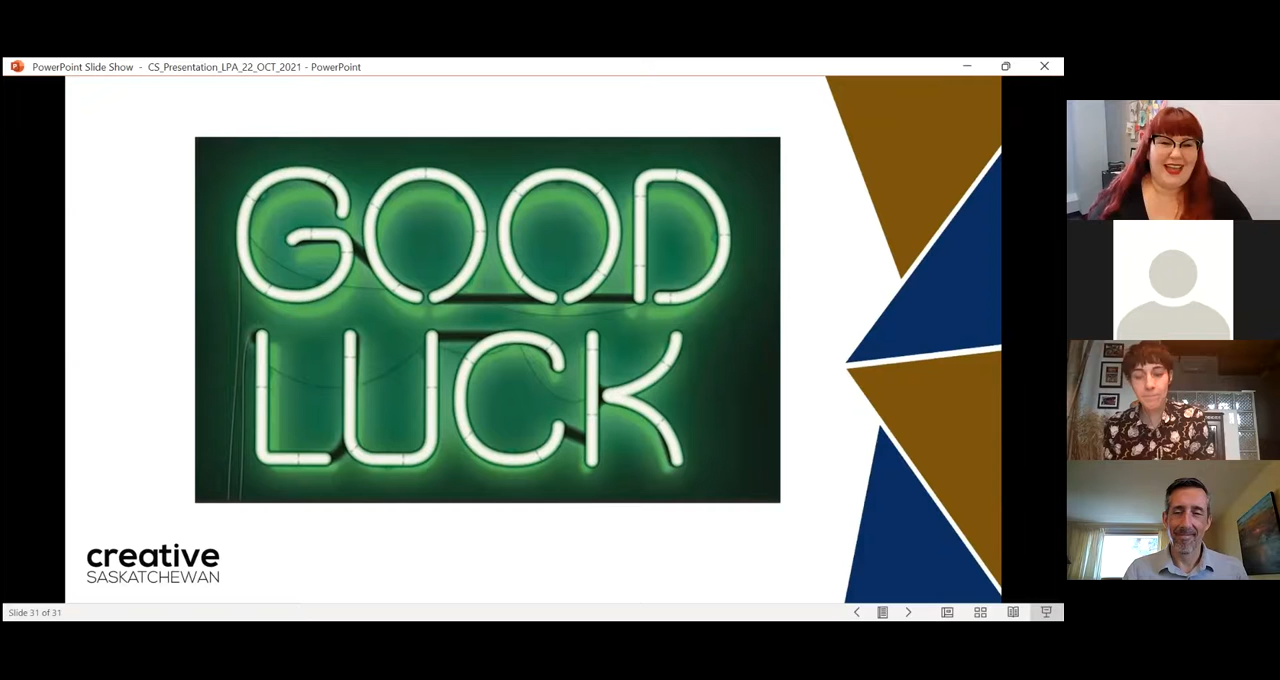 PowerPoint Slide Show - CS_Presentation_LPA_22_OCT_2021 - PowerPoint
GOOD
LUCK
creative
SASKATCHEWAN
Slide 31 of 31